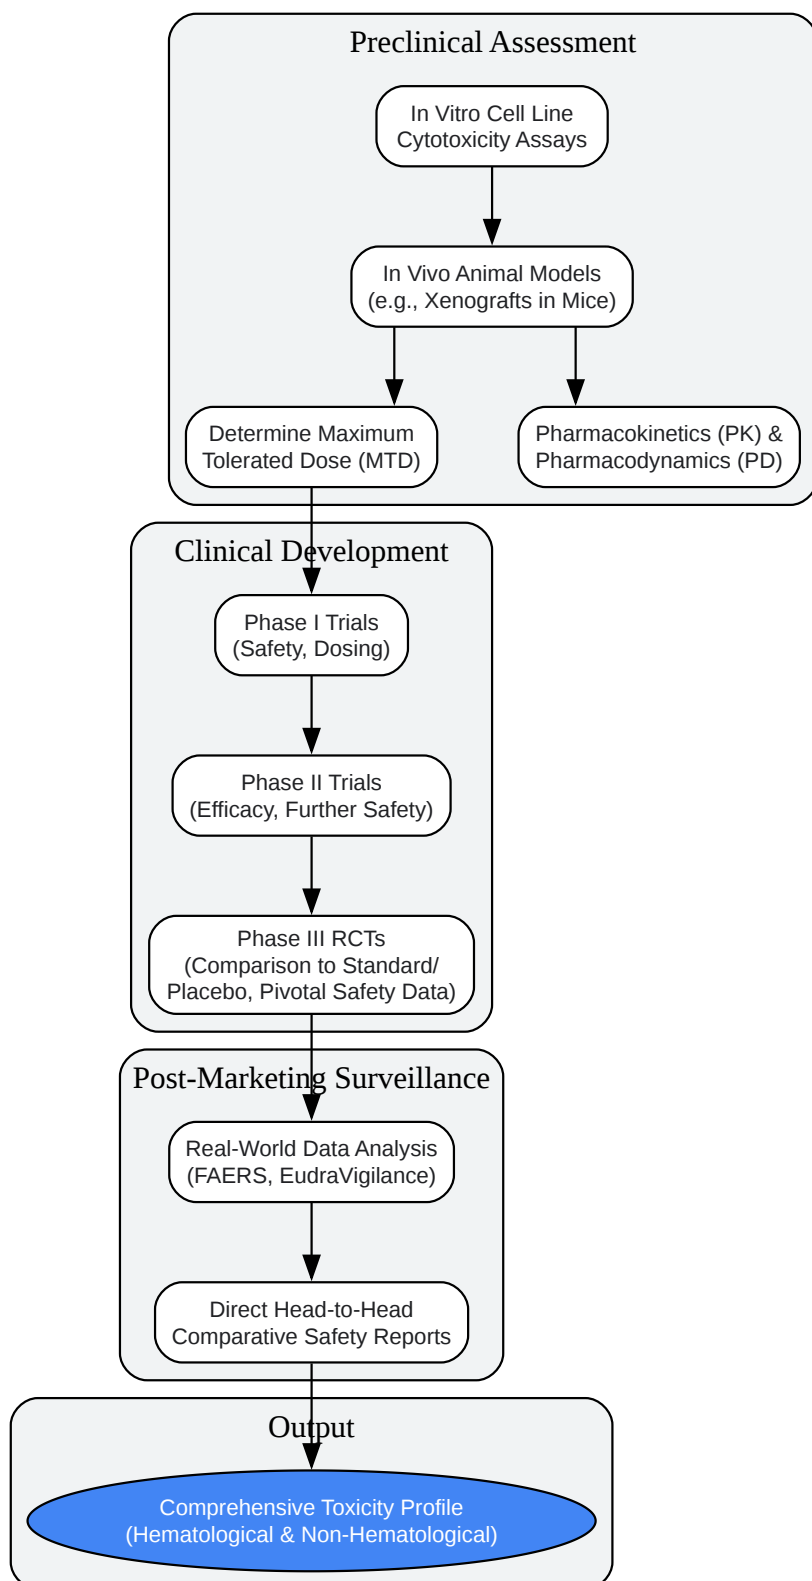 Preclinical Assessment
In Vitro Cell Line
Cytotoxicity Assays
In Vivo Animal Models
(e.g., Xenografts in Mice)
Determine Maximum
Tolerated Dose (MTD)
Pharmacokinetics (PK) &
Pharmacodynamics (PD)
Clinical Development
Phase I Trials
(Safety, Dosing)
Phase II Trials
(Efficacy, Further Safety)
Phase III RCTs
(Comparison to Standard/
Placebo, Pivotal Safety Data)
Post-Marketing Surveillance
Real-World Data Analysis
(FAERS, EudraVigilance)
Direct Head-to-Head
Comparative Safety Reports
Output
Comprehensive Toxicity Profile
(Hematological & Non-Hematological)